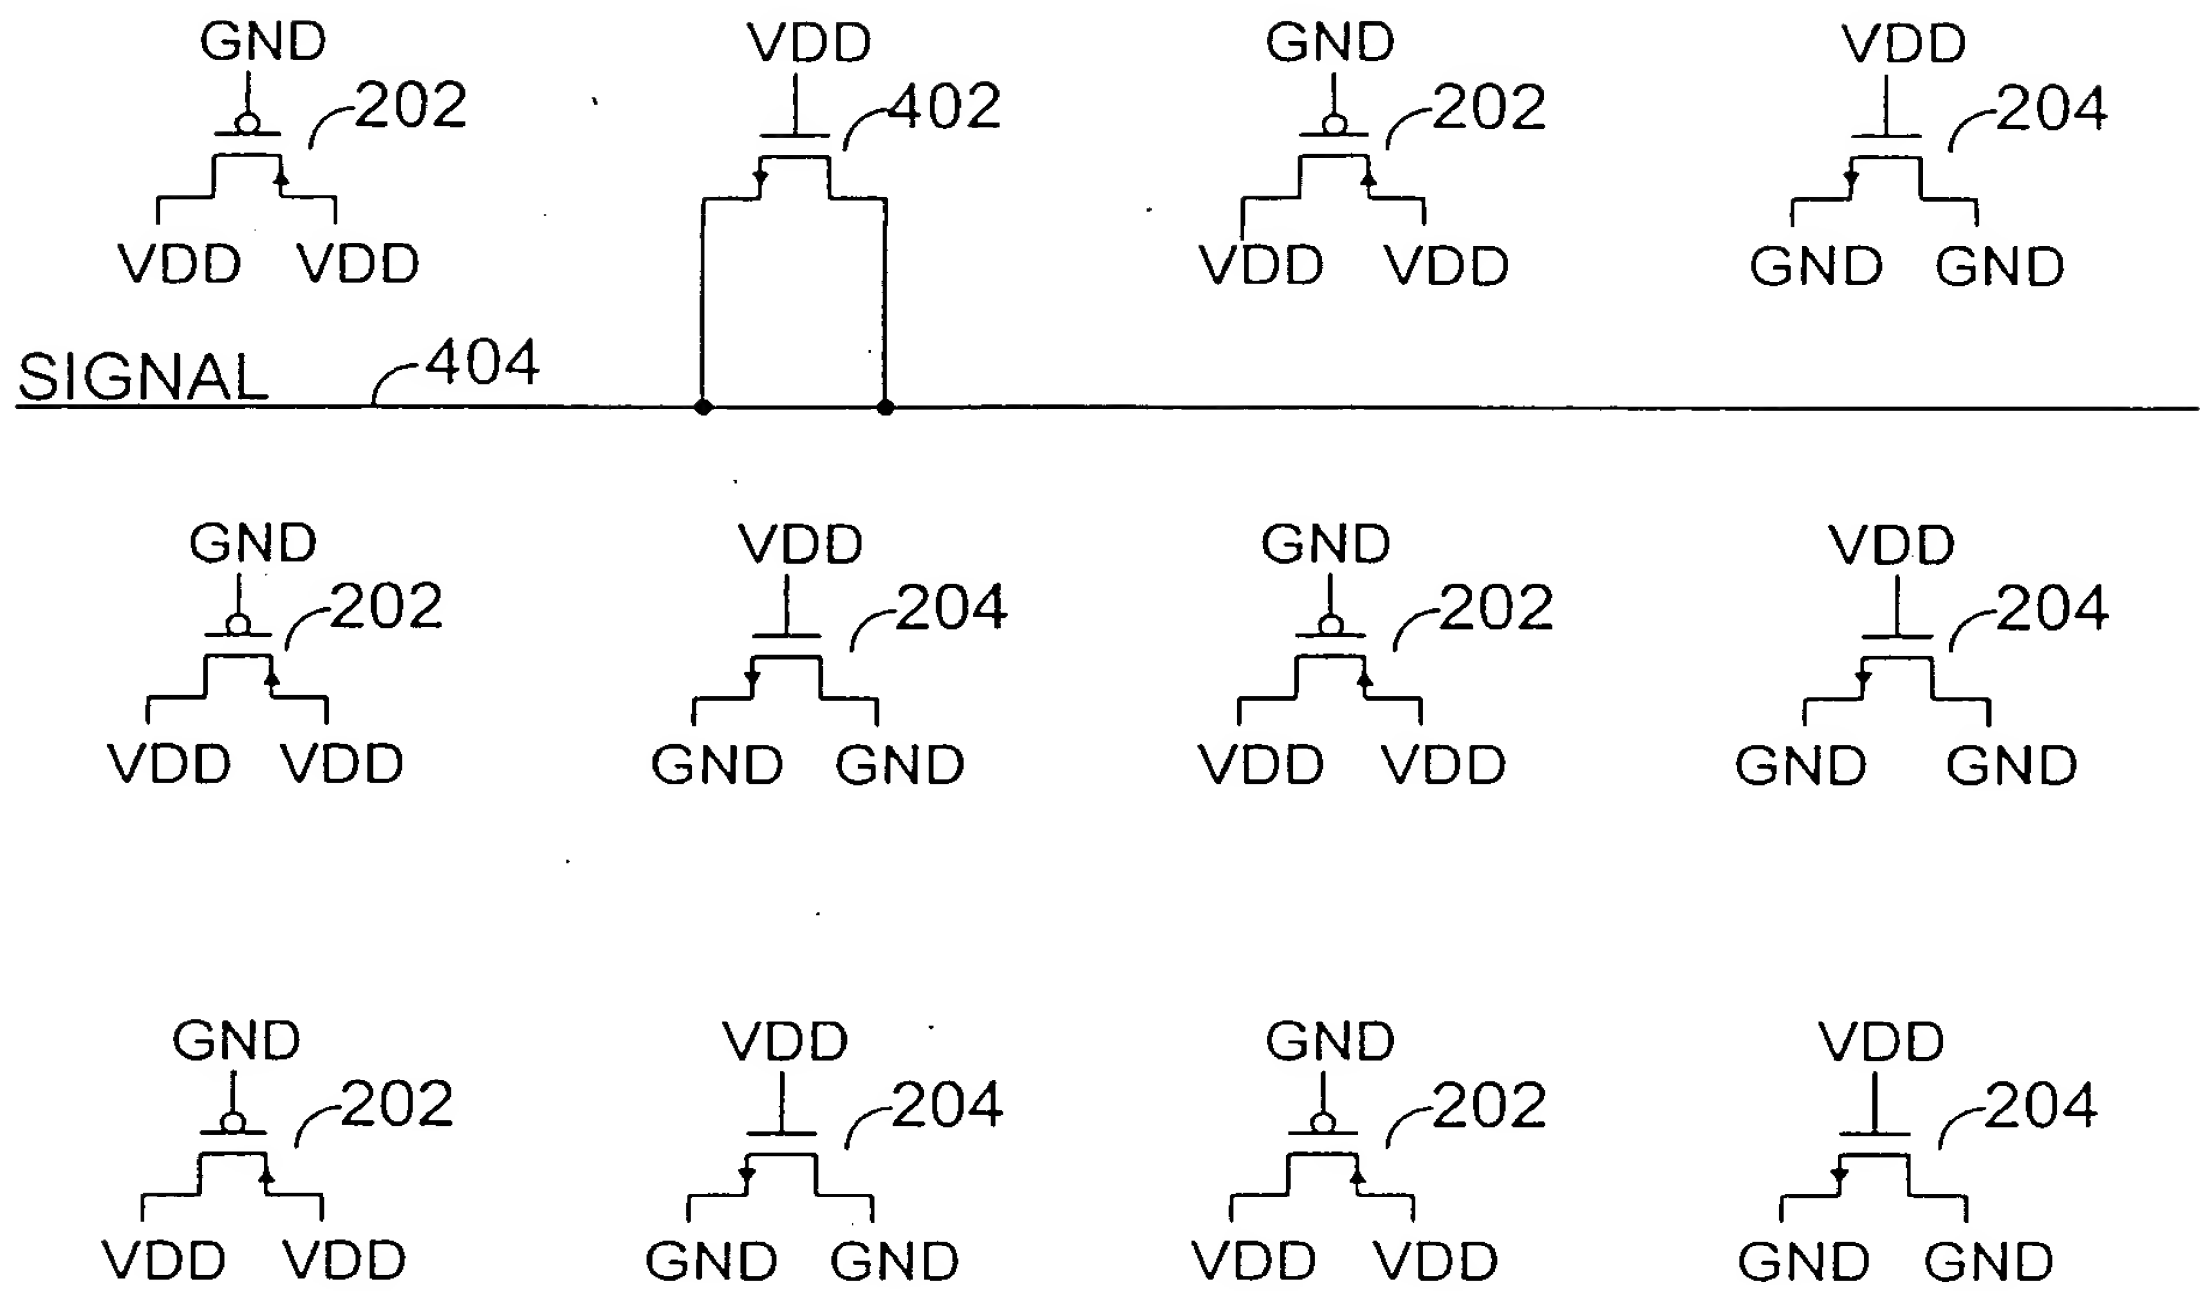 GND VDD GND VDD
202 402 202 204
VDD VDD VDD VDD GND GND
SIGNAL 404
GND VDD GND VDD
202 204 202 204
VDD VDD GND GND VDD VDD GND GND
GND VDD GND VDD
202 204 202 204
VDD VDD GND GND VDD VDD GND GND